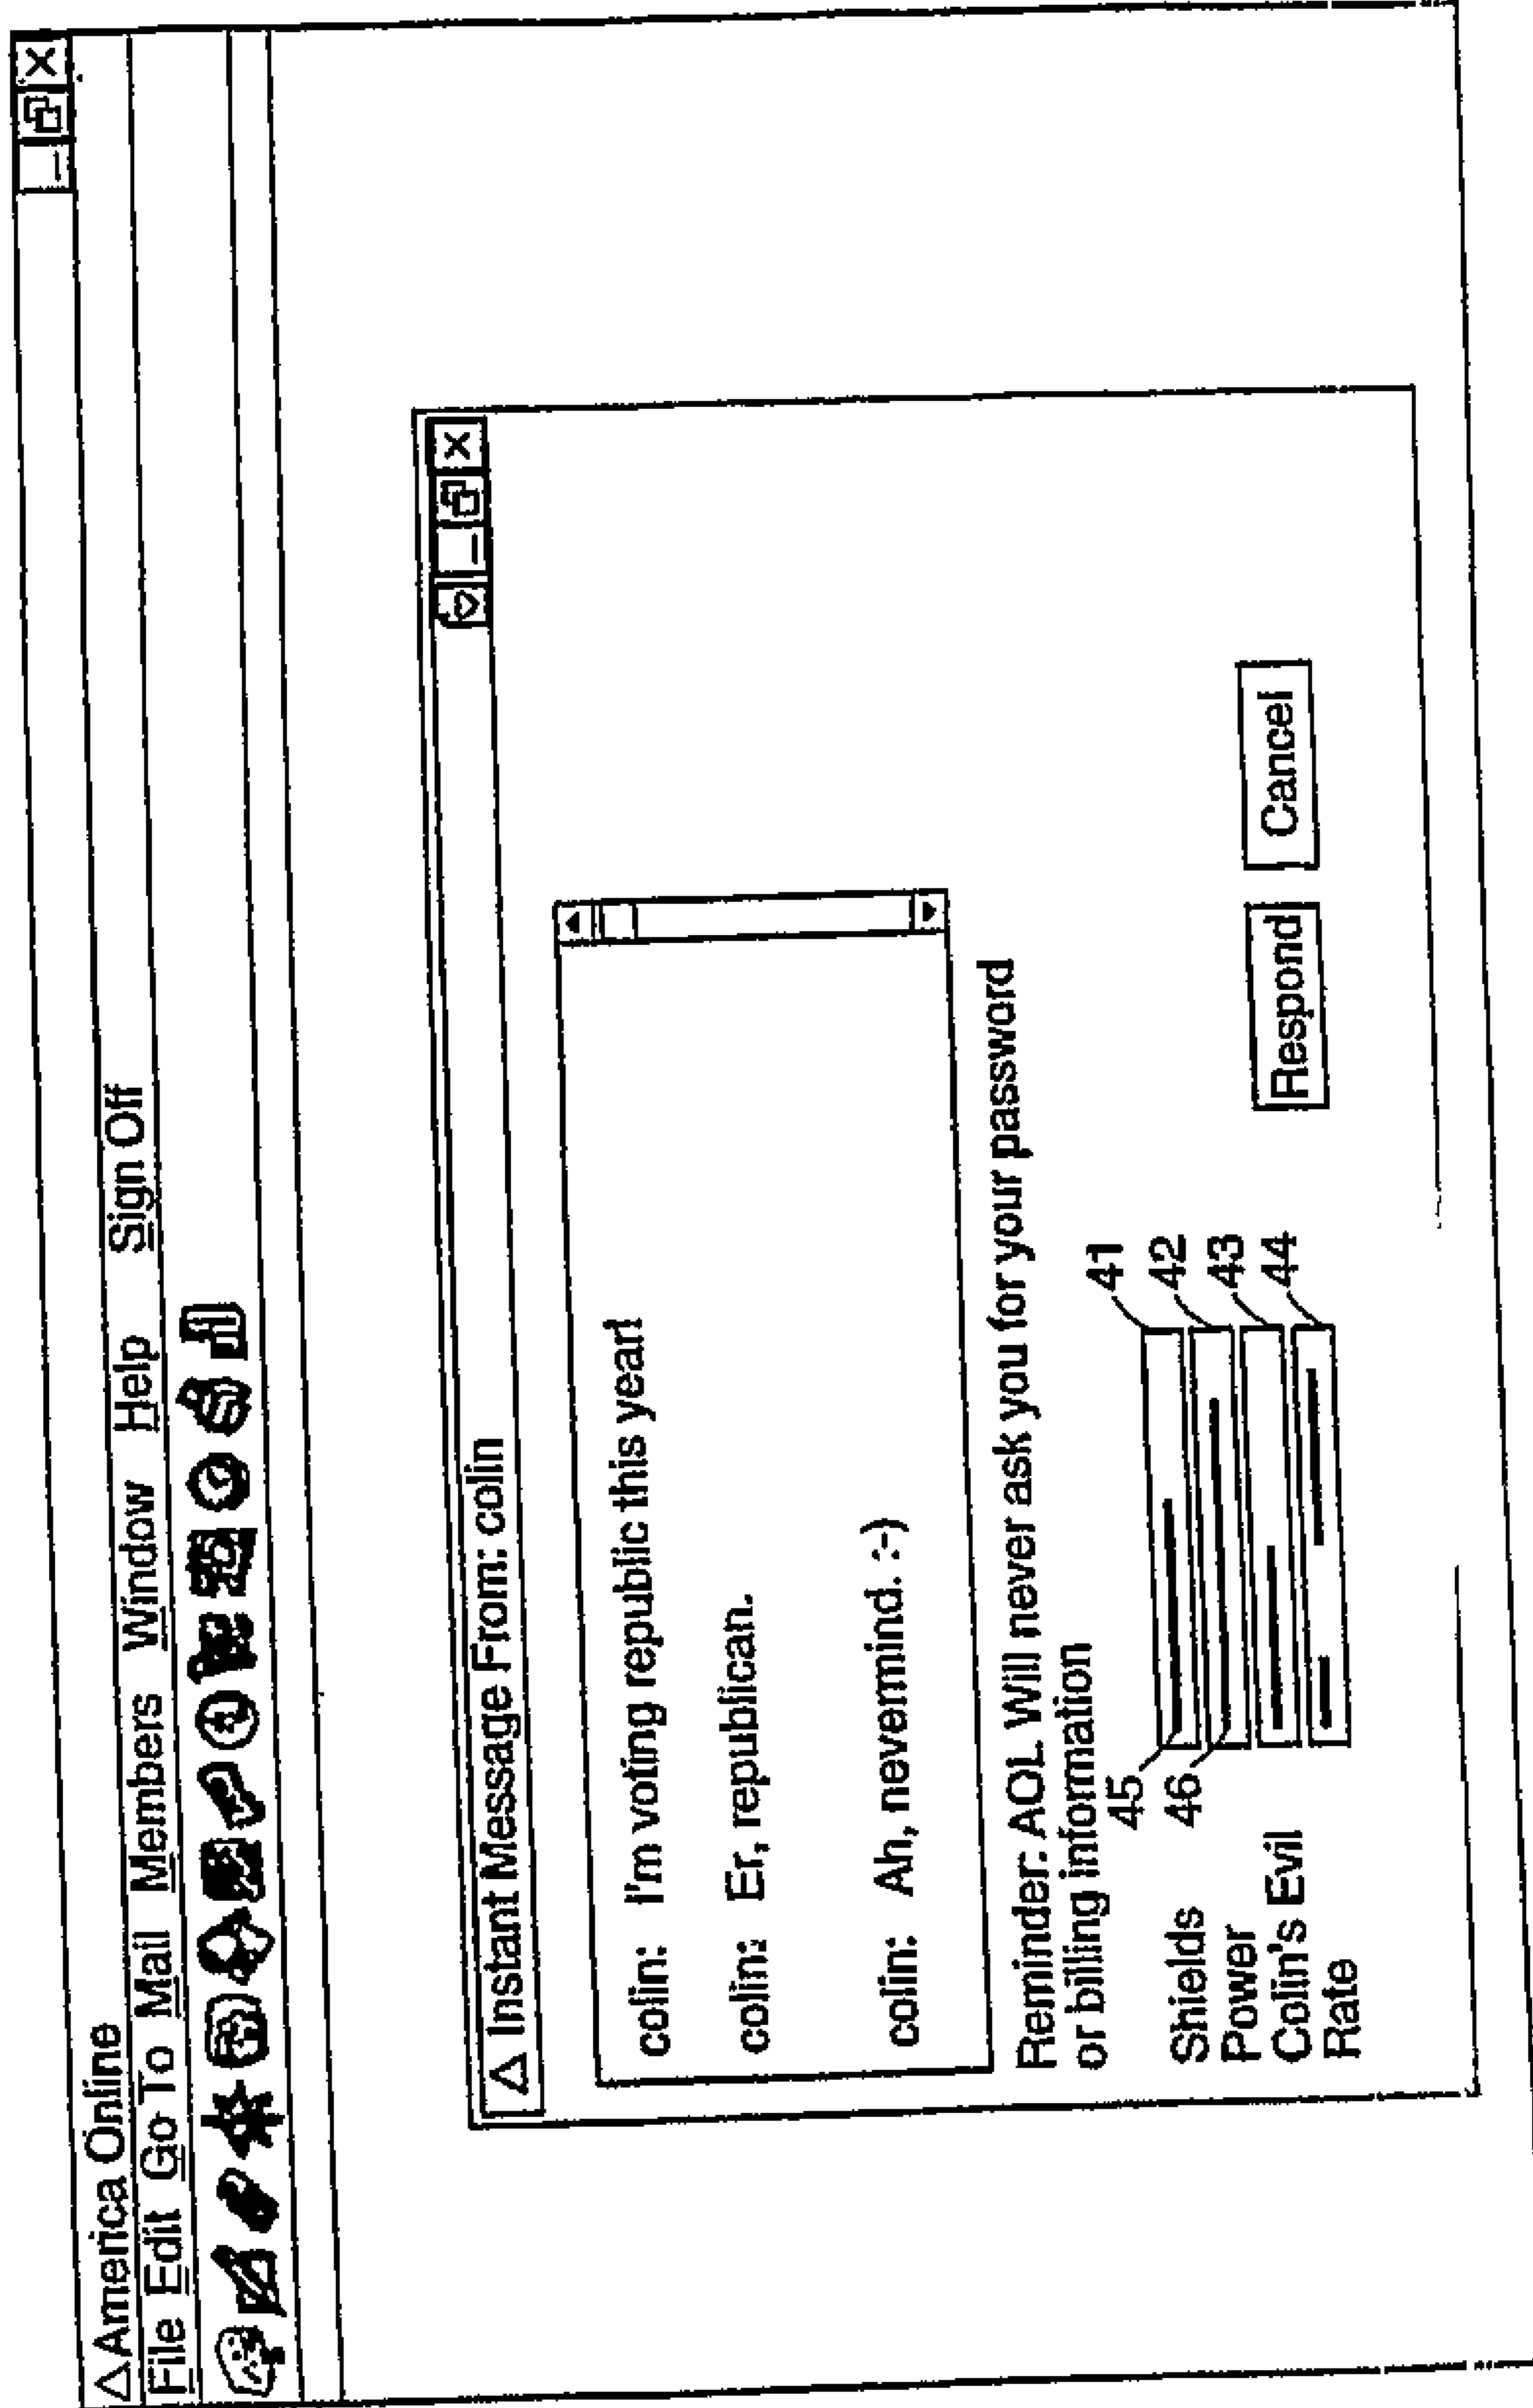 America Online
File Edit Go To Mail Members Window Help Sign Off
Instant Message From: colin
colin: I'm voting republic this year!
colin: Er, republican.
colin: Ah, nevemind. :-)
Reminder: AOL Will never ask you for your password
or billing information
45
46
41
42
43
44
Shields
Power
Colin's Evil
Rate
Respond
Cancel